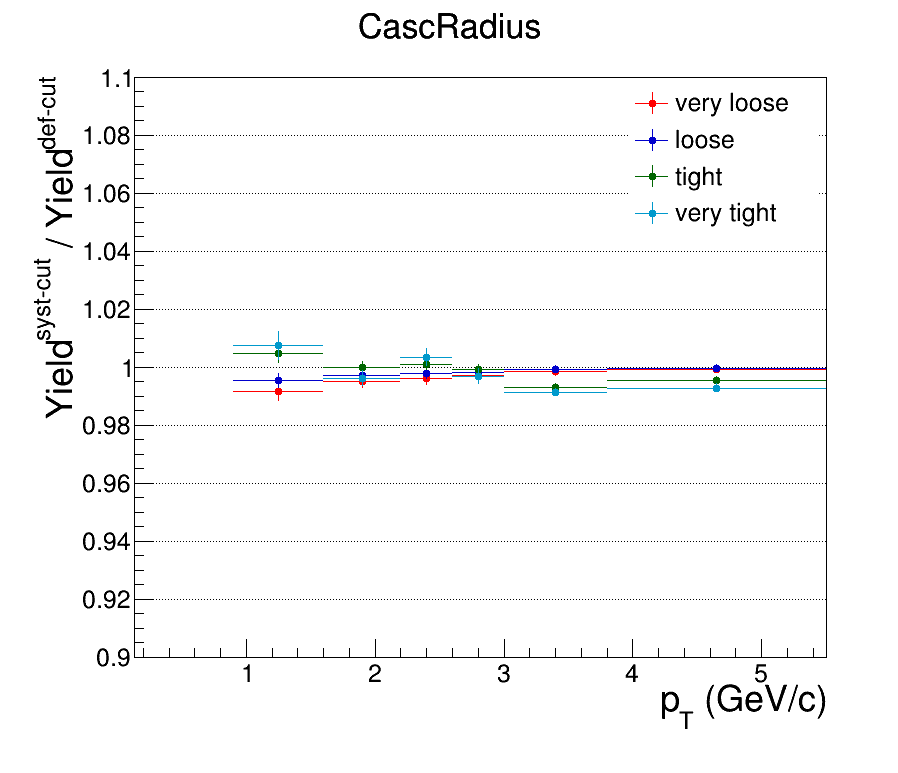 CascRadius
Yield^syst-cut / Yield^def-cut
1.1
1.08
1.06
1.04
1.02
1
0.98
0.96
0.94
0.92
0.9
very loose
loose
tight
very tight
1 2 3 4 5
p_T (GeV/c)